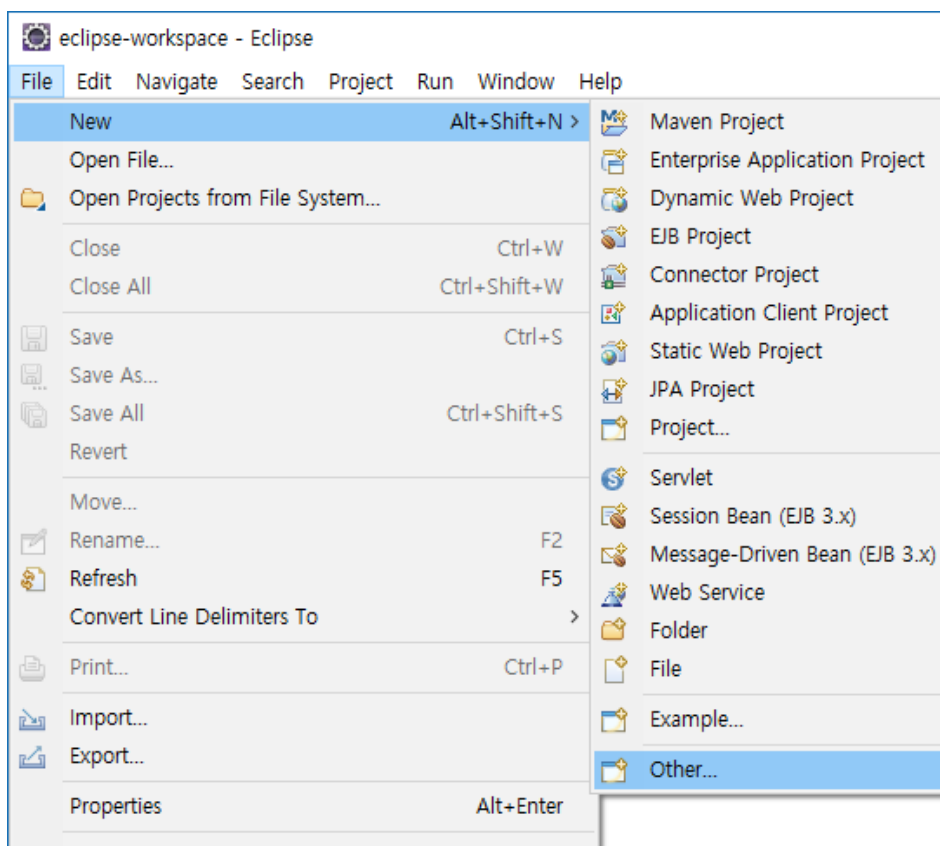 eclipse-workspace - Eclipse
File Edit Navigate Search Project Run Window Help
New Alt+Shift+N >
Open File...
Open Projects from File System...
Close Ctrl+W
Close All Ctrl+Shift+W
Save Ctrl+S
Save As...
Save All Ctrl+Shift+S
Revert
Move...
Rename... F2
Refresh F5
Convert Line Delimiters To >
Print... Ctrl+P
Import...
Export...
Properties Alt+Enter
Maven Project
Enterprise Application Project
Dynamic Web Project
EJB Project
Connector Project
Application Client Project
Static Web Project
JPA Project
Project...
Servlet
Session Bean (EJB 3.x)
Message-Driven Bean (EJB 3.x)
Web Service
Folder
File
Example...
Other...